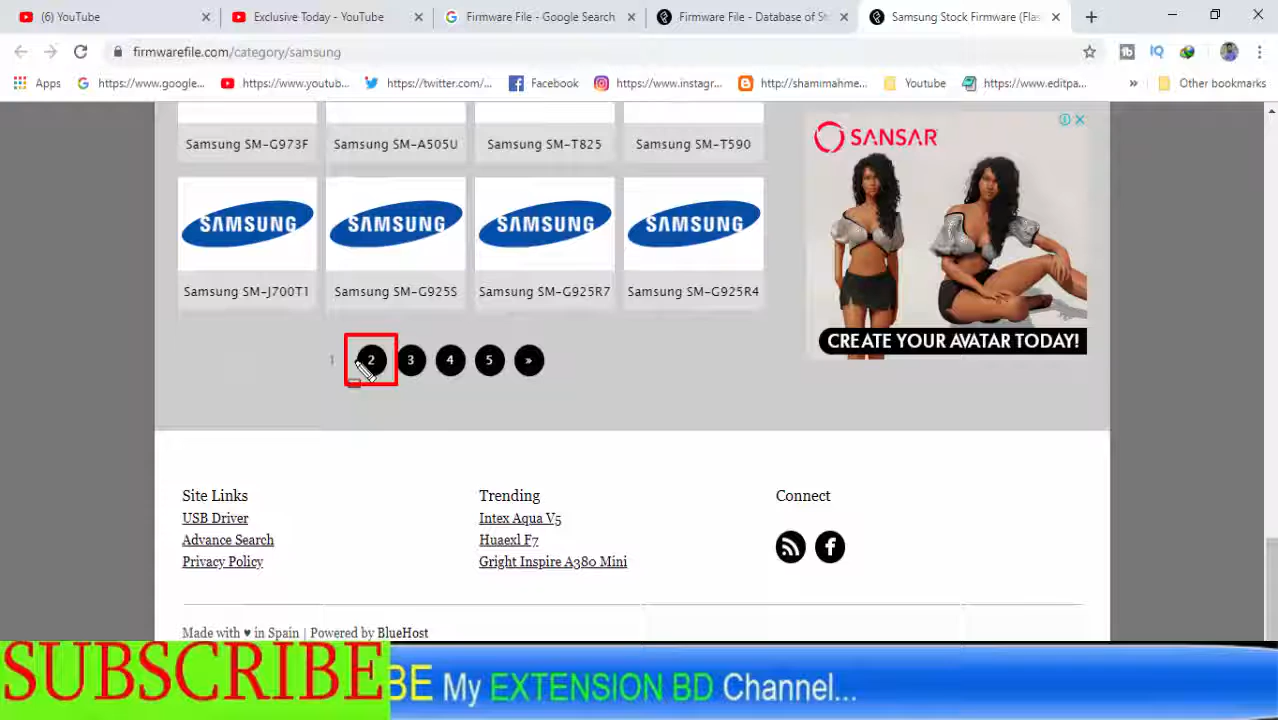 (6) YouTube
Exclusive Today - YouTube
Firmware File - Google Search
Firmware File - Database of St
Samsung Stock Firmware (Flas
firmwarefile.com/category/samsung
tb
IQ
Apps
https://www.google...
https://www.youtub...
https://twitter.com/...
Facebook
https://www.instagr...
http://shamimahme...
Youtube
https://www.editpa...
»
Other bookmarks
Samsung SM-G973F
Samsung SM-A505U
Samsung SM-T825
Samsung SM-T590
SANSAR
SAMSUNG
SAMSUNG
SAMSUNG
SAMSUNG
Samsung SM-J700T1
Samsung SM-G925S
Samsung SM-G925R7
Samsung SM-G925R4
CREATE YOUR AVATAR TODAY!
1 2 3 4 5 »
Site Links
USB Driver
Advance Search
Privacy Policy
Trending
Intex Aqua V5
Huaexl F7
Gright Inspire A380 Mini
Connect
Made with ♥ in Spain | Powered by BlueHost
SUBSCRIBE
BE My EXTENSION BD Channel...